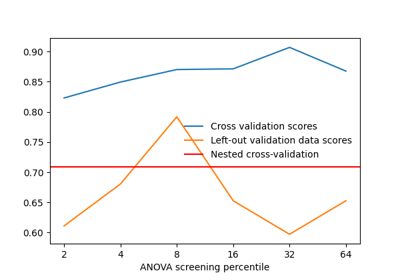 0.90
0.85
0.80
0.75
0.70
0.65
0.60
Cross validation scores
Left-out validation data scores
Nested cross-validation
2 4 8 16 32 64
ANOVA screening percentile